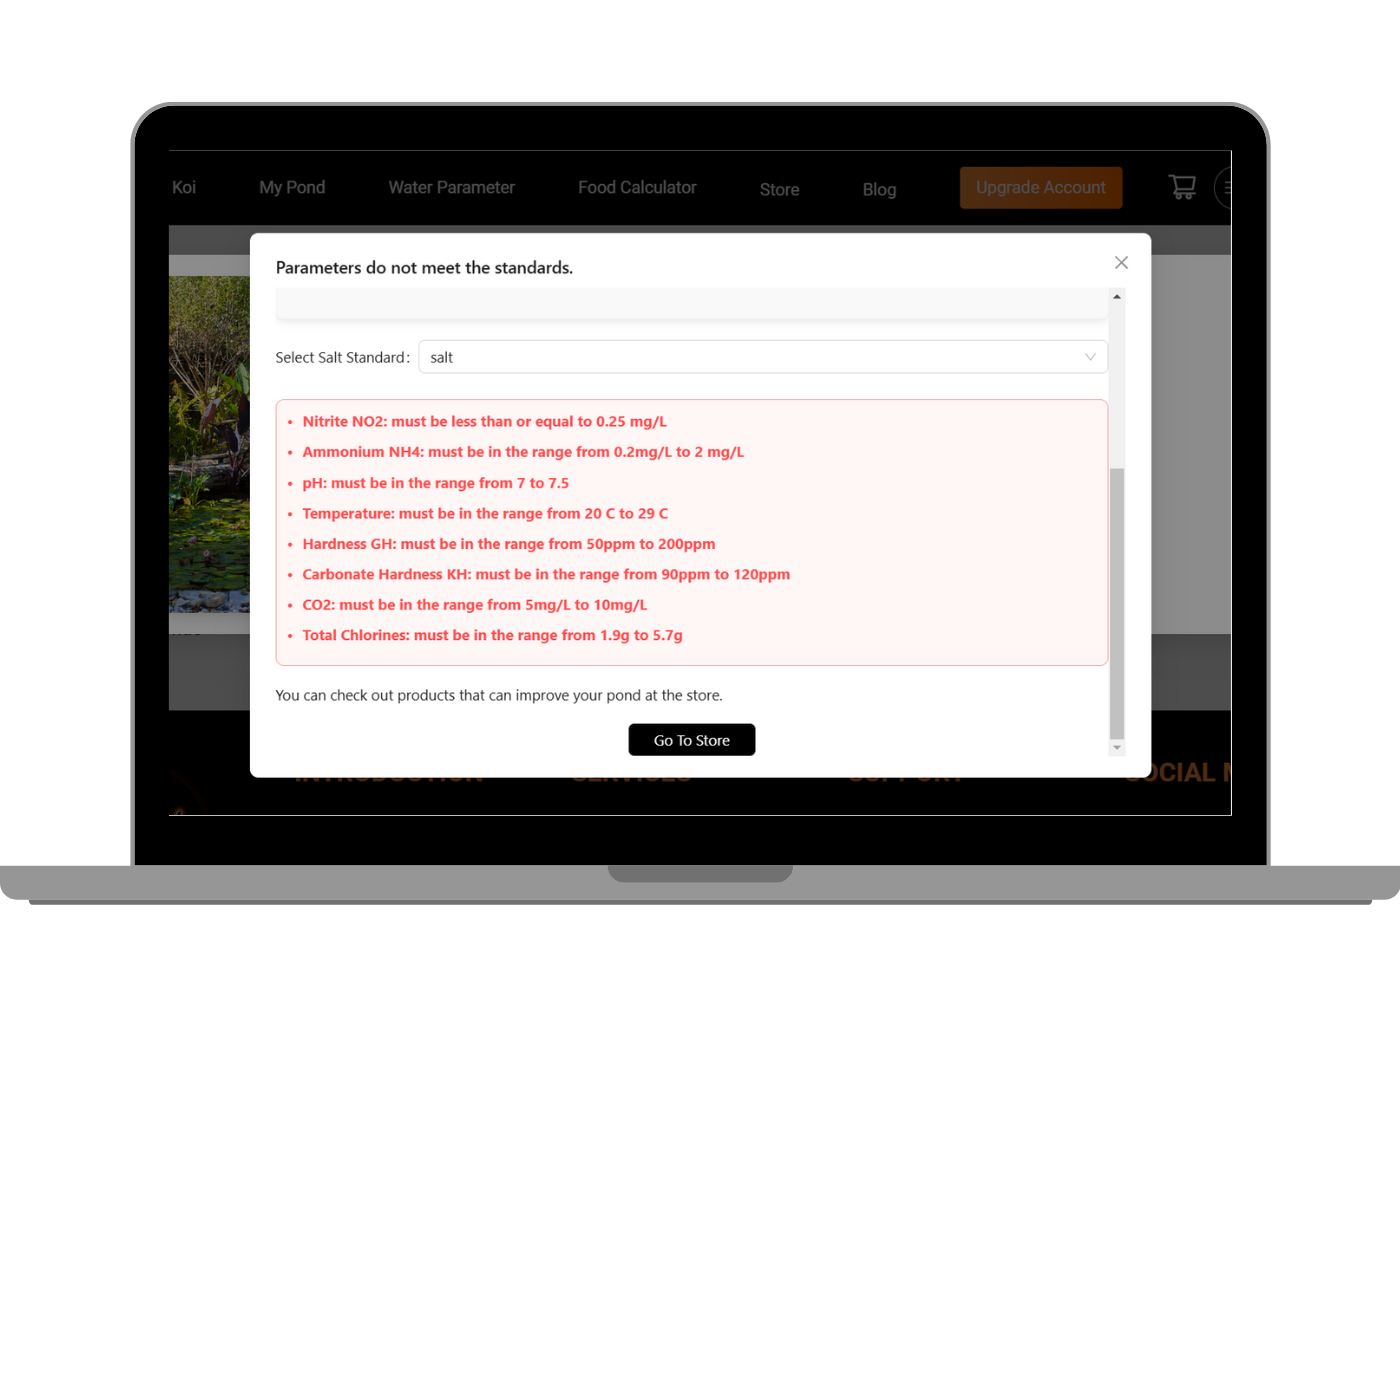 Koi My Pond Water Parameter Food Calculator Store Blog Upgrade Account
Parameters do not meet the standards.
Select Salt Standard: salt
• Nitrite NO2: must be less than or equal to 0.25 mg/L
• Ammonium NH4: must be in the range from 0.2mg/L to 2 mg/L
• pH: must be in the range from 7 to 7.5
• Temperature: must be in the range from 20 C to 29 C
• Hardness GH: must be in the range from 50ppm to 200ppm
• Carbonate Hardness KH: must be in the range from 90ppm to 120ppm
• CO2: must be in the range from 5mg/L to 10mg/L
• Total Chlorines: must be in the range from 1.9g to 5.7g
You can check out products that can improve your pond at the store.
Go To Store
INTRODUCTION SERVICES SUPPORT SOCIAL